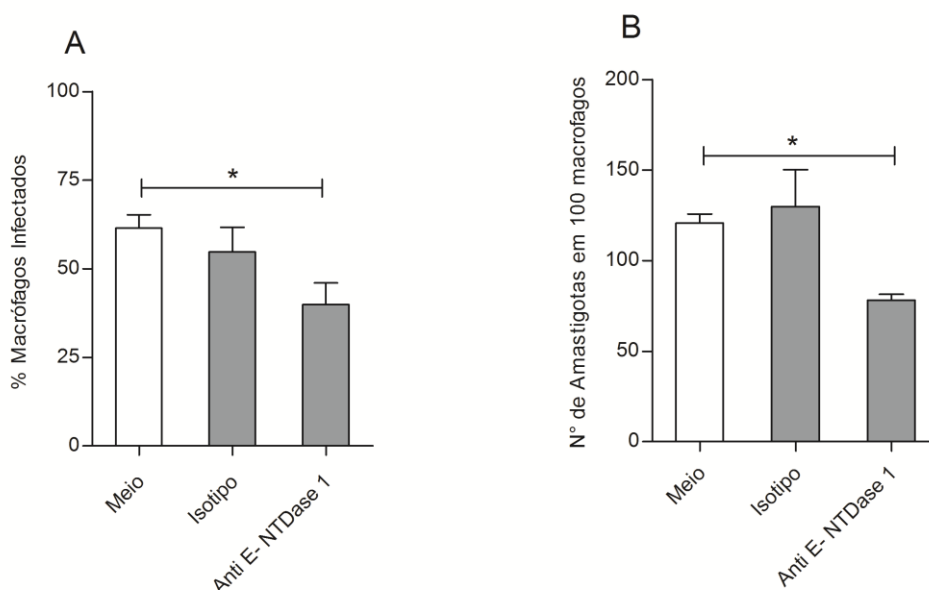 A
% Macrófagos Infectados
100
75
50
25
0
*
Meio
Isotipo
Anti E- NTDase 1
B
N° de Amastigotas em 100 macrofagos
200
150
100
50
0
*
Meio
Isotipo
Anti E- NTDase 1